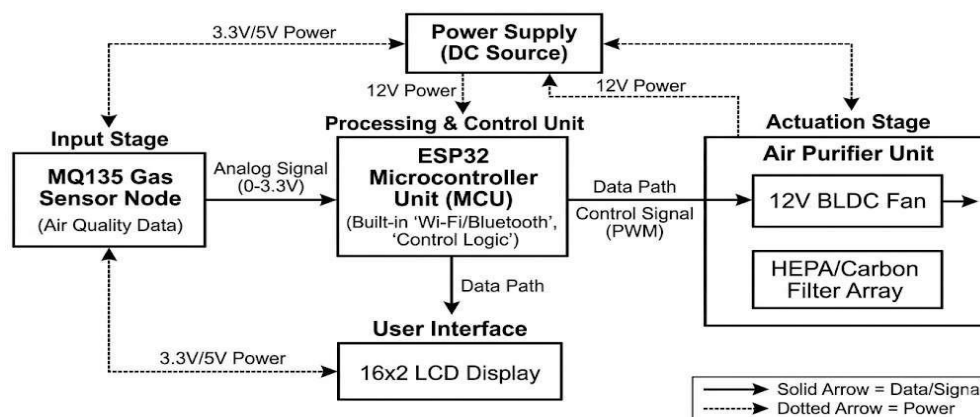 3.3V/5V Power
Power Supply
(DC Source)
12V Power
12V Power
Input Stage
Processing & Control Unit
Actuation Stage
MQ135 Gas
Sensor Node
(Air Quality Data)
Analog Signal
(0-3.3V)
ESP32
Microcontroller
Unit (MCU)
(Built-in ‘Wi-Fi/Bluetooth’,
‘Control Logic’)
Data Path
Control Signal
(PWM)
Air Purifier Unit
12V BLDC Fan
HEPA/Carbon
Filter Array
Data Path
User Interface
3.3V/5V Power
16x2 LCD Display
Solid Arrow = Data/Signa
Dotted Arrow = Power